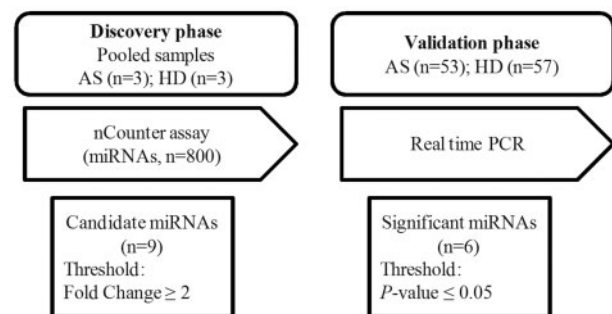 Discovery phase
Pooled samples
AS (n=3); HD (n=3)
nCounter assay
(miRNAs, n=800)
Candidate miRNAs
(n=9)
Threshold:
Fold Change ≥ 2
Validation phase
AS (n=53); HD (n=57)
Real time PCR
Significant miRNAs
(n=6)
Threshold:
P-value ≤ 0.05